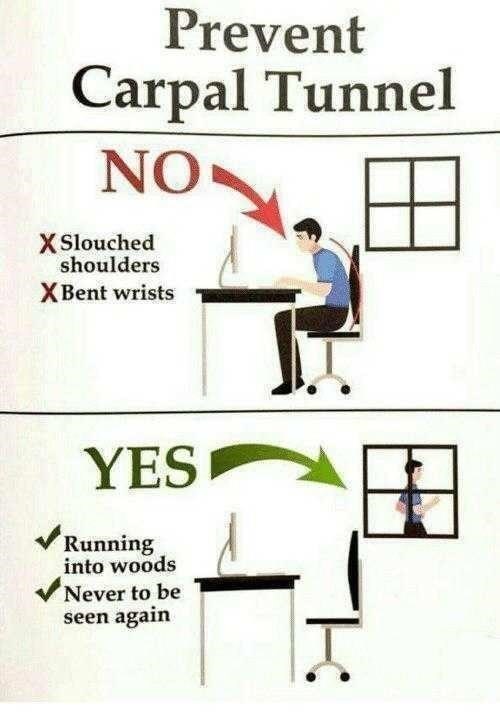 Prevent
Carpal Tunnel
NO
X Slouched
shoulders
X Bent wrists
YES
✓ Running
into woods
✓ Never to be
seen again